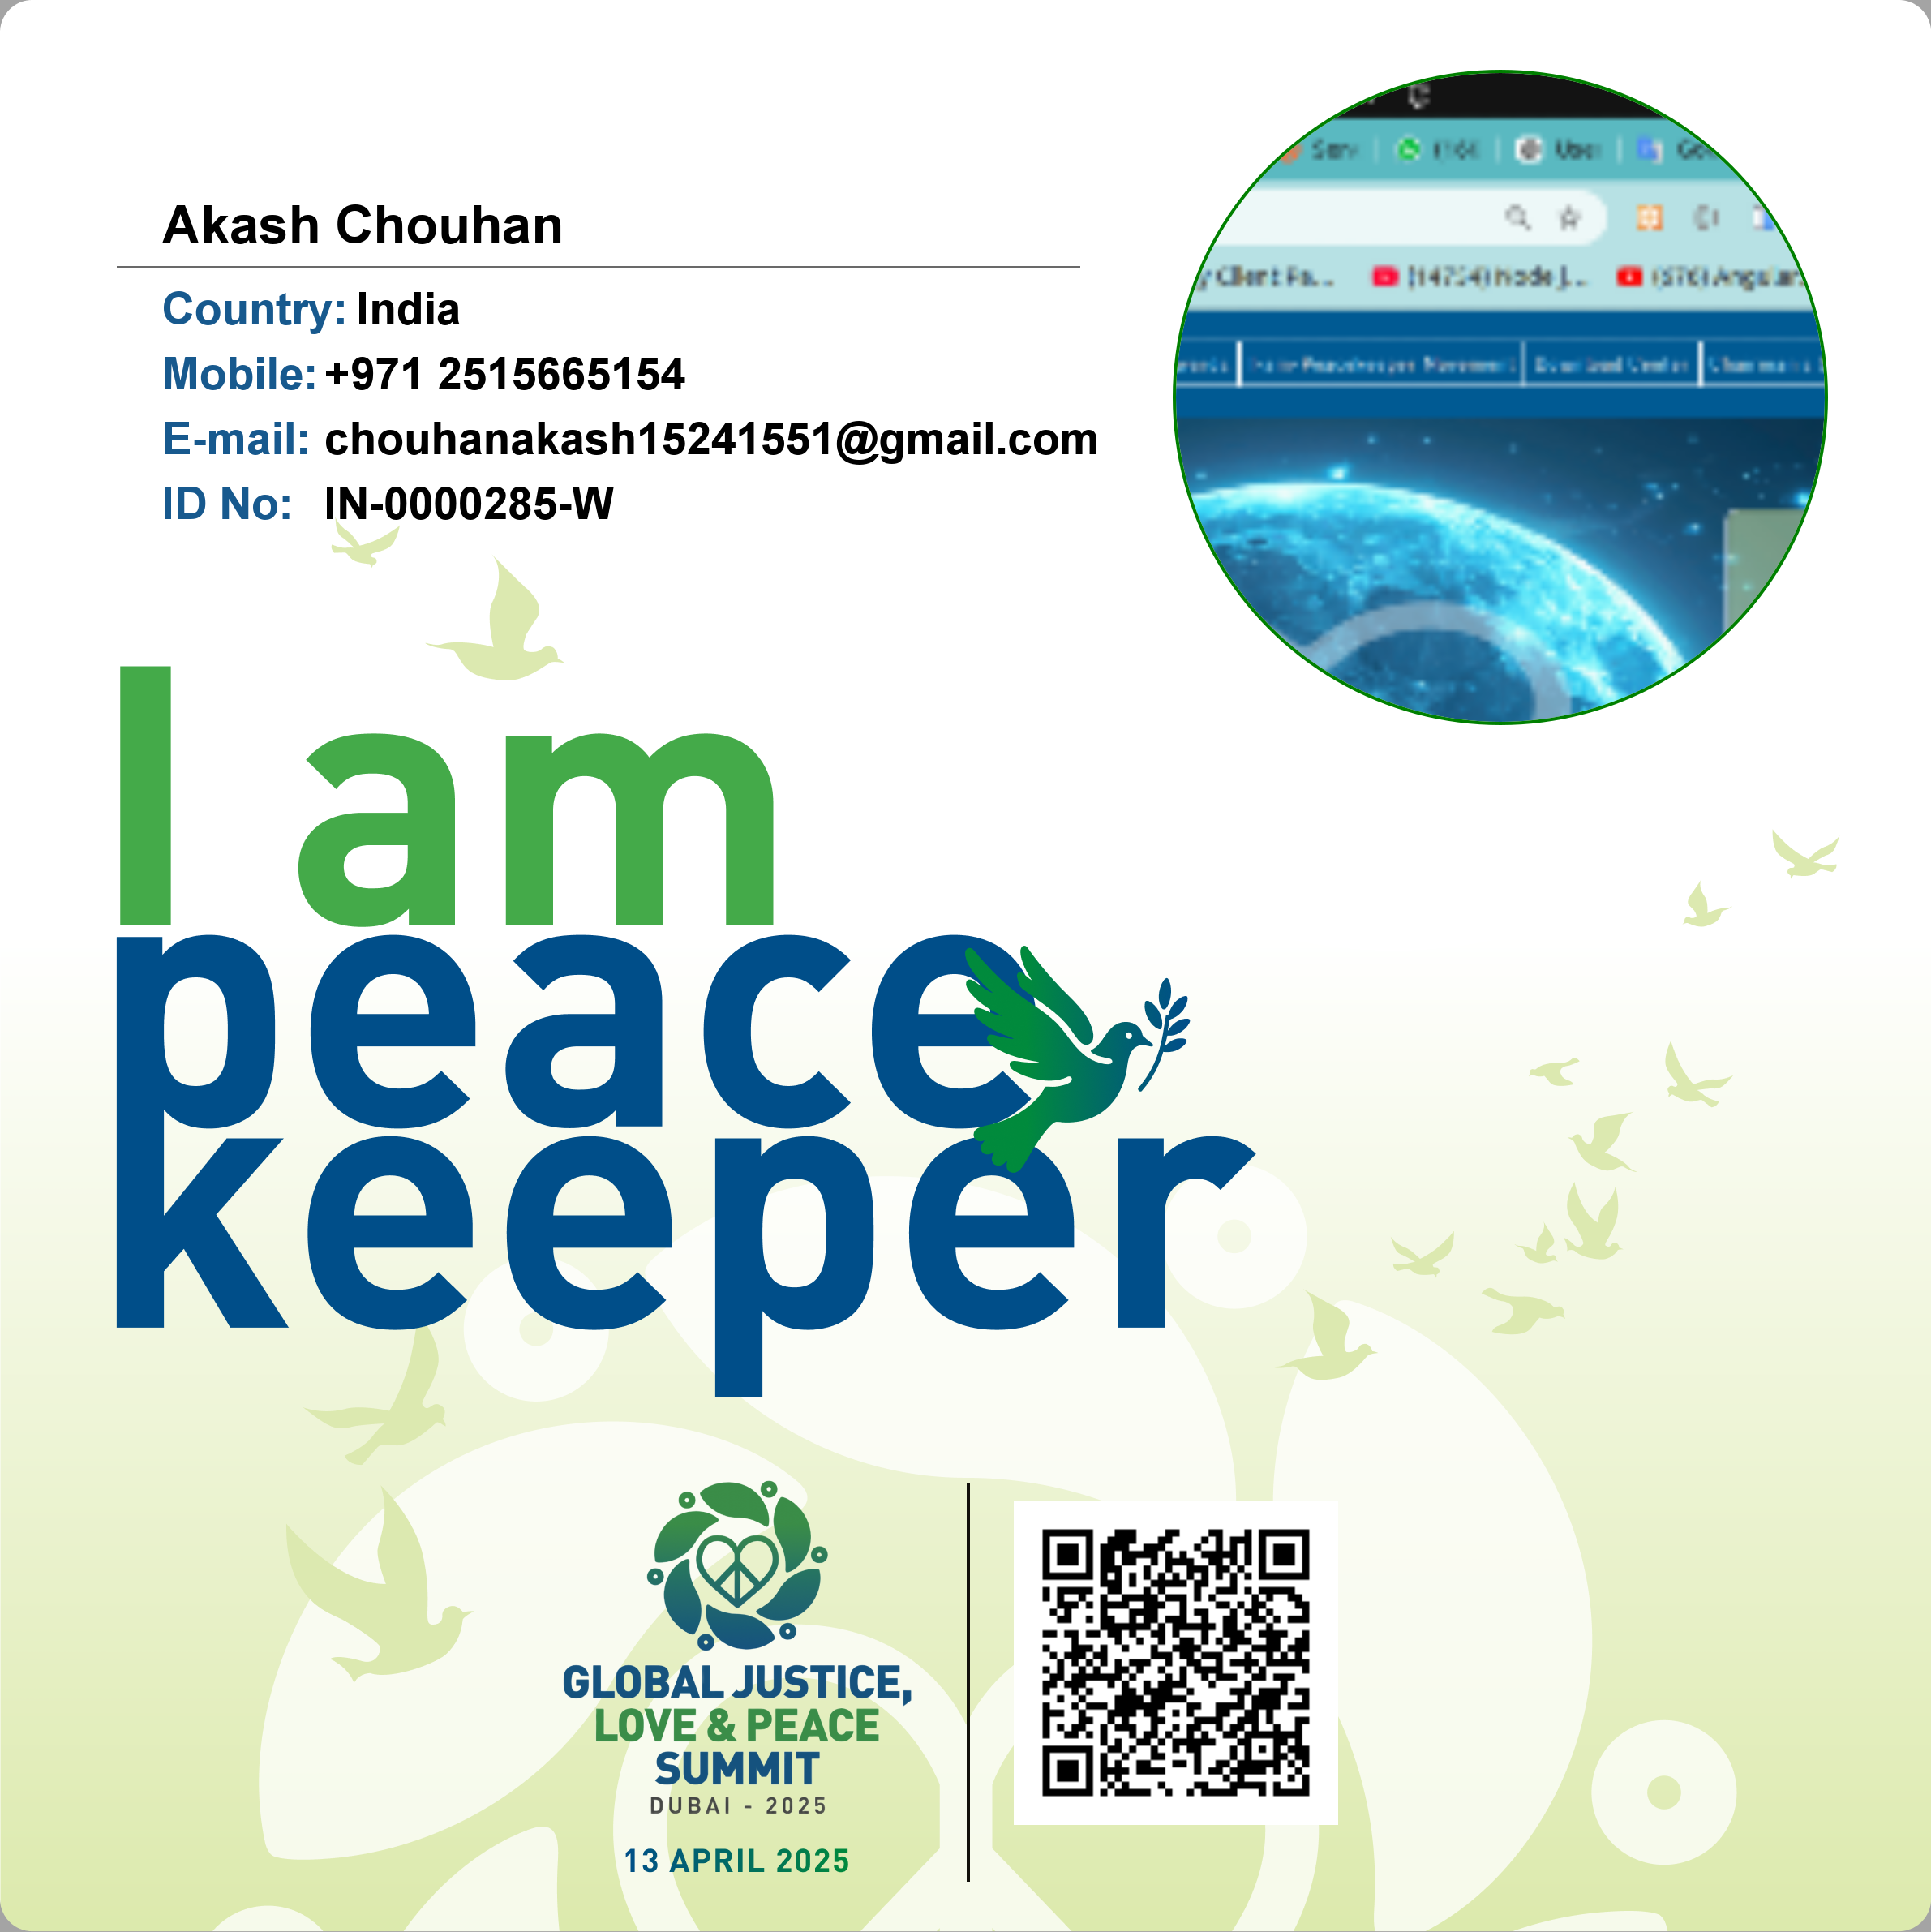 Akash Chouhan
Country: India
Mobile: +971 2515665154
E-mail: chouhanakash15241551@gmail.com
ID No: IN-0000285-W
I am
peace
keeper
GLOBAL JUSTICE,
LOVE & PEACE
SUMMIT
DUBAI - 2025
13 APRIL 2025